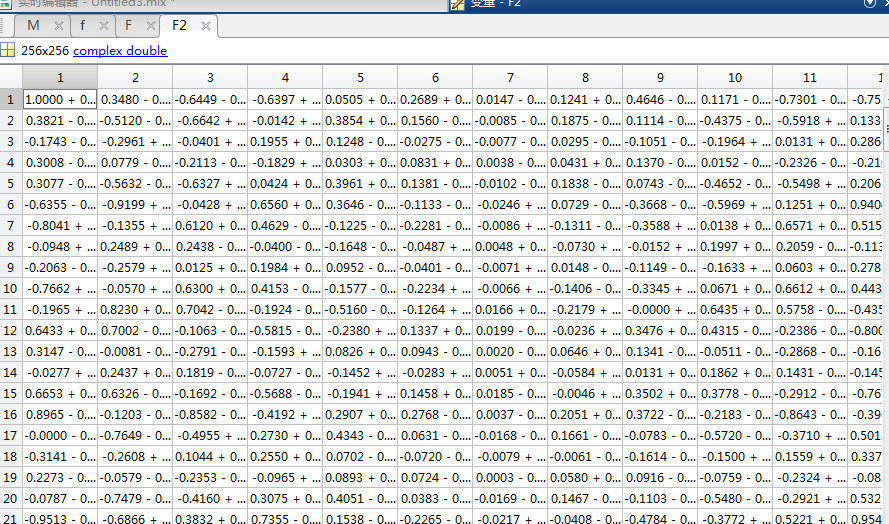 实时编辑器 - Untitled3.mlx *
变量 - F2
M f F F2
256x256 complex double
1 2 3 4 5 6 7 8 9 10 11 1
1 1.0000 + 0... 0.3480 - 0... -0.6449 - 0... -0.6397 + ... 0.0505 + 0... 0.2689 + 0... 0.0147 - 0... 0.1241 + 0... 0.4646 - 0... 0.1171 - 0... -0.7301 - 0... -0.75
2 0.3821 - 0... -0.5120 - 0... -0.6642 + ... -0.0142 + ... 0.3854 + 0... 0.1560 - 0... -0.0085 - 0... 0.1875 - 0... 0.1114 - 0... -0.4375 - 0... -0.5918 + ... 0.133
3 -0.1743 - 0... -0.2961 + ... -0.0401 + ... 0.1955 + 0... 0.1248 - 0... -0.0275 - 0... -0.0077 - 0... 0.0295 - 0... -0.1051 - 0... -0.1964 + ... 0.0131 + 0... 0.286
4 0.3008 - 0... 0.0779 - 0... -0.2113 - 0... -0.1829 + ... 0.0303 + 0... 0.0831 + 0... 0.0038 - 0... 0.0431 + 0... 0.1370 - 0... 0.0152 - 0... -0.2326 - 0... -0.21
5 0.3077 - 0... -0.5632 - 0... -0.6327 + ... 0.0424 + 0... 0.3961 + 0... 0.1381 - 0... -0.0102 - 0... 0.1838 - 0... 0.0743 - 0... -0.4652 - 0... -0.5498 + ... 0.206
6 -0.6355 - 0... -0.9199 + ... -0.0428 + ... 0.6560 + 0... 0.3646 - 0... -0.1133 - 0... -0.0246 + ... 0.0729 - 0... -0.3668 - 0... -0.5969 + ... 0.1251 + 0... 0.940
7 -0.8041 + ... -0.1355 + ... 0.6120 + 0... 0.4629 - 0... -0.1225 - 0... -0.2281 - 0... -0.0086 + ... -0.1311 - 0... -0.3588 + ... 0.0138 + 0... 0.6571 + 0... 0.515
8 -0.0948 + ... 0.2489 + 0... 0.2438 - 0... -0.0400 - 0... -0.1648 - 0... -0.0487 + ... 0.0048 + 0... -0.0730 + ... -0.0152 + ... 0.1997 + 0... 0.2059 - 0... -0.113
9 -0.2063 - 0... -0.2579 + ... 0.0125 + 0... 0.1984 + 0... 0.0952 - 0... -0.0401 - 0... -0.0071 + ... 0.0148 - 0... -0.1149 - 0... -0.1633 + ... 0.0603 + 0... 0.278
10 -0.7662 + ... -0.0570 + ... 0.6300 + 0... 0.4153 - 0... -0.1577 - 0... -0.2234 - 0... -0.0066 + ... -0.1406 - 0... -0.3345 + ... 0.0671 + 0... 0.6612 + 0... 0.443
11 -0.1965 + ... 0.8230 + 0... 0.7042 - 0... -0.1924 - 0... -0.5160 - 0... -0.1264 + ... 0.0166 + 0... -0.2179 + ... -0.0000 + ... 0.6435 + 0... 0.5758 - 0... -0.435
12 0.6433 + 0... 0.7002 - 0... -0.1063 - 0... -0.5815 - 0... -0.2380 + ... 0.1337 + 0... 0.0199 - 0... -0.0236 + ... 0.3476 + 0... 0.4315 - 0... -0.2386 - 0... -0.800
13 0.3147 - 0... -0.0081 - 0... -0.2791 - 0... -0.1593 + ... 0.0826 + 0... 0.0943 - 0... 0.0020 - 0... 0.0646 + 0... 0.1341 - 0... -0.0511 - 0... -0.2868 - 0... -0.16
14 -0.0277 + ... 0.2437 + 0... 0.1819 - 0... -0.0727 - 0... -0.1452 + ... -0.0283 + ... 0.0051 + 0... -0.0584 + ... 0.0131 + 0... 0.1862 + 0... 0.1431 - 0... -0.145
15 0.6653 + 0... 0.6326 - 0... -0.1692 - 0... -0.5688 - 0... -0.1941 + ... 0.1458 + 0... 0.0185 - 0... -0.0046 + ... 0.3502 + 0... 0.3778 - 0... -0.2912 - 0... -0.76
16 0.8965 - 0... -0.1203 - 0... -0.8582 - 0... -0.4192 + ... 0.2907 + 0... 0.2768 - 0... 0.0037 - 0... 0.2051 + 0... 0.3722 - 0... -0.2183 - 0... -0.8643 - 0... -0.39
17 -0.0000 - 0... -0.7649 - 0... -0.4955 + ... 0.2730 + 0... 0.4343 - 0... 0.0631 - 0... -0.0168 - 0... 0.1661 - 0... -0.0783 - 0... -0.5720 - 0... -0.3710 + ... 0.501
18 -0.3141 - 0... -0.2608 + ... 0.1044 + 0... 0.2550 + 0... 0.0702 - 0... -0.0720 - 0... -0.0079 + ... -0.0061 - 0... -0.1614 - 0... -0.1500 + ... 0.1559 + 0... 0.337
19 0.2273 - 0... -0.0579 - 0... -0.2353 - 0... -0.0965 + ... 0.0893 + 0... 0.0724 - 0... 0.0003 - 0... 0.0580 + 0... 0.0916 - 0... -0.0759 - 0... -0.2324 - 0... -0.08
20 -0.0787 - 0... -0.7479 - 0... -0.4160 + ... 0.3075 + 0... 0.4051 - 0... 0.0383 - 0... -0.0169 - 0... 0.1467 - 0... -0.1103 - 0... -0.5480 - 0... -0.2921 + ... 0.532
21 -0.9513 - 0... -0.6866 + ... 0.3832 + 0... 0.7355 - 0... 0.1538 - 0... -0.2265 - 0... -0.0217 + ... -0.0408 - 0... -0.4784 - 0... -0.3772 + ... 0.5221 + 0... 0.954